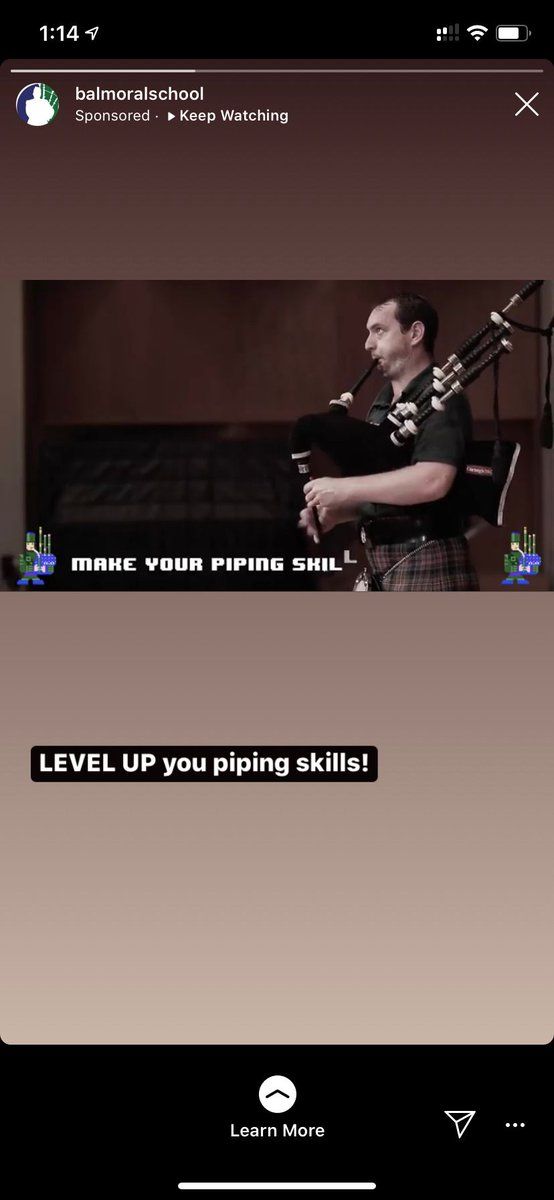 1:14
balmoralschool
Sponsored · Keep Watching
MAKE YOUR PIPING SKILL
LEVEL UP you piping skills!
Learn More